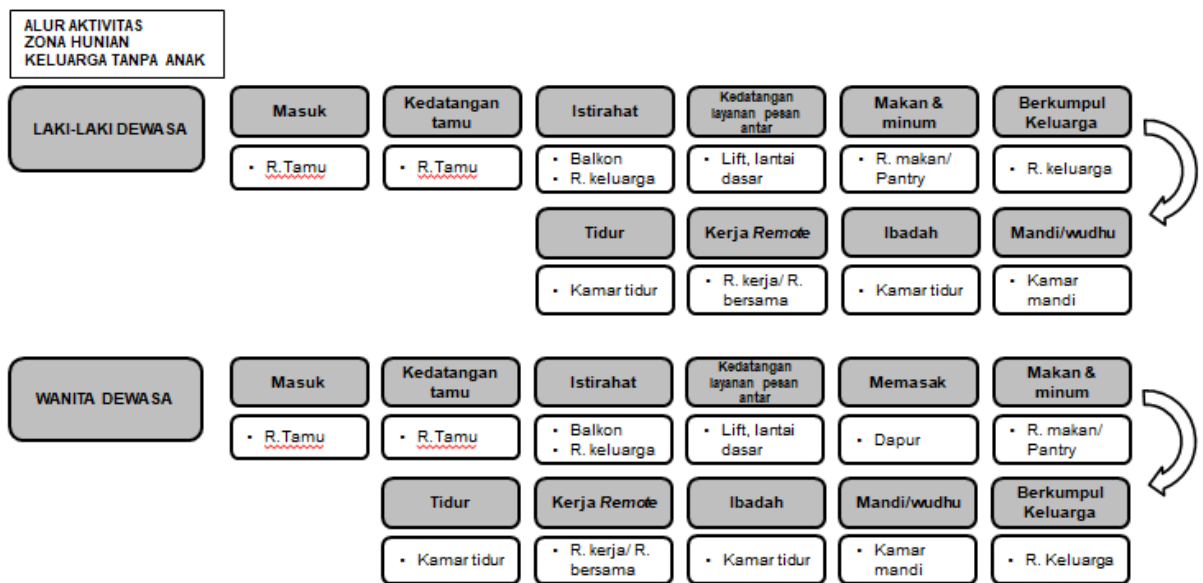 ALUR AKTIVITAS
ZONA HUNIAN
KELUARGA TANPA ANAK
LAKI-LAKI DEWASA
Masuk
• R.Tamu
Kedatangan
tamu
• R.Tamu
Istirahat
• Balkon
• R. keluarga
Kedatangan
layanan pesan
antar
• Lift, lantai
dasar
Makan &
minum
• R. makan/
Pantry
Berkumpul
Keluarga
• R. keluarga
Tidur
• Kamar tidur
Kerja Remote
• R. kerja/ R.
bersama
Ibadah
• Kamar tidur
Mandi/wudhu
• Kamar
mandi
WANITA DEWASA
Masuk
• R.Tamu
Kedatangan
tamu
• R.Tamu
Istirahat
• Balkon
• R. keluarga
Kedatangan
layanan pesan
antar
• Lift, lantai
dasar
Memasak
• Dapur
Makan &
minum
• R. makan/
Pantry
Tidur
• Kamar tidur
Kerja Remote
• R. kerja/ R.
bersama
Ibadah
• Kamar tidur
Mandi/wudhu
• Kamar
mandi
Berkumpul
Keluarga
• R. Keluarga